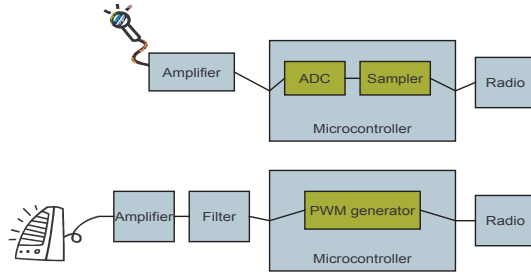 Amplifier
ADC
Sampler
Microcontroller
Radio
Amplifier
Filter
PWM generator
Microcontroller
Radio